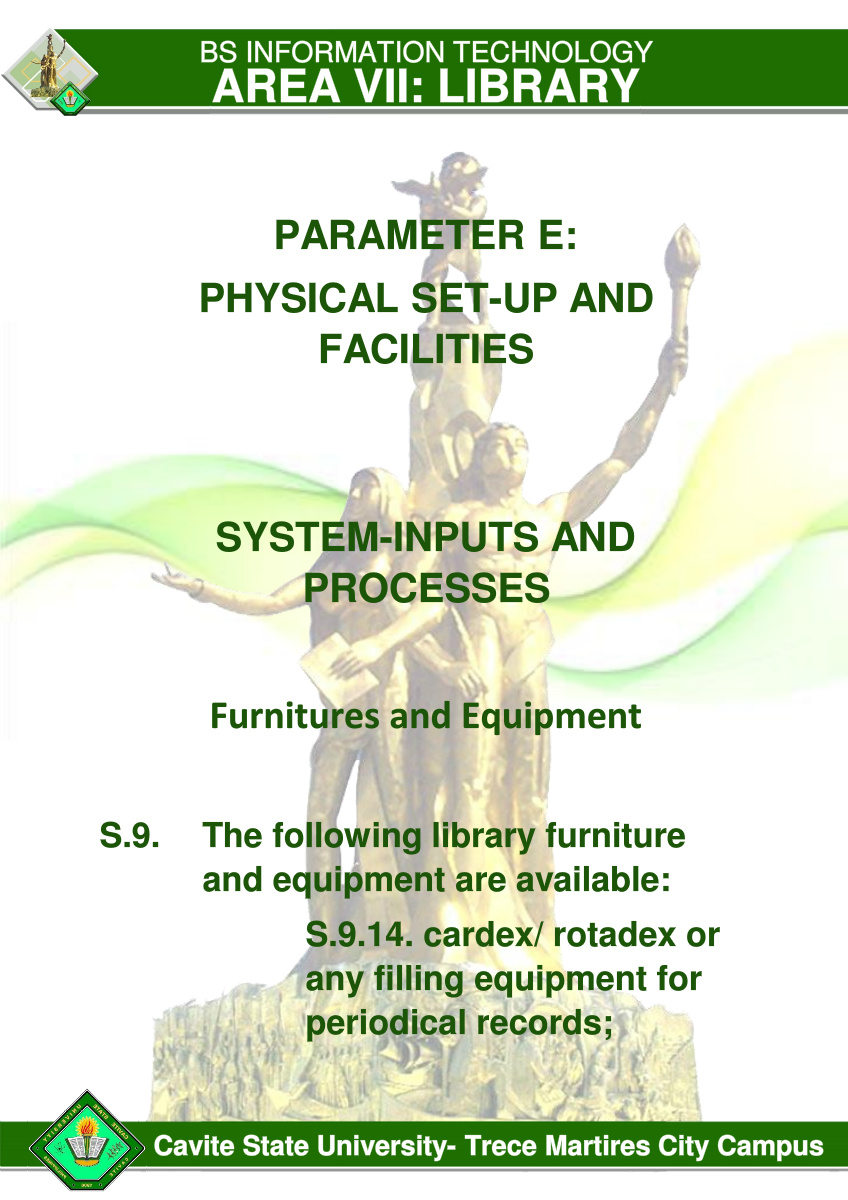 BS INFORMATION TECHNOLOGY
AREA VII: LIBRARY
PARAMETER E:
PHYSICAL SET-UP AND
FACILITIES
SYSTEM-INPUTS AND
PROCESSES
Furnitures and Equipment
S.9. The following library furniture
and equipment are available:
S.9.14. cardex/ rotadex or
any filling equipment for
periodical records;
Cavite State University- Trece Martires City Campus